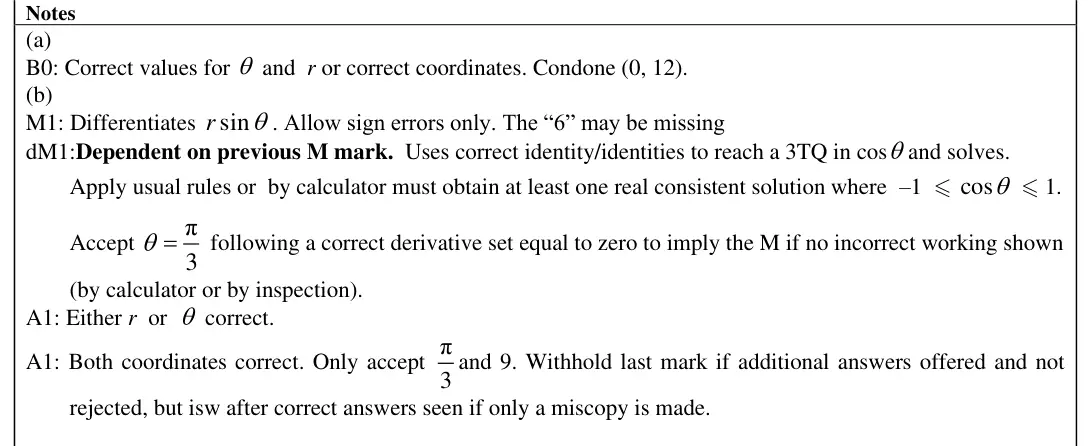 Notes
(a)
B0: Correct values for θ and r or correct coordinates. Condone (0, 12).
(b)
M1: Differentiates r sin θ. Allow sign errors only. The “6” may be missing
dM1:Dependent on previous M mark. Uses correct identity/identities to reach a 3TQ in cos θ and solves.
Apply usual rules or by calculator must obtain at least one real consistent solution where –1 ⩽ cos θ ⩽ 1.
Accept θ = π/3 following a correct derivative set equal to zero to imply the M if no incorrect working shown
(by calculator or by inspection).
A1: Either r or θ correct.
A1: Both coordinates correct. Only accept π/3 and 9. Withhold last mark if additional answers offered and not
rejected, but isw after correct answers seen if only a miscopy is made.